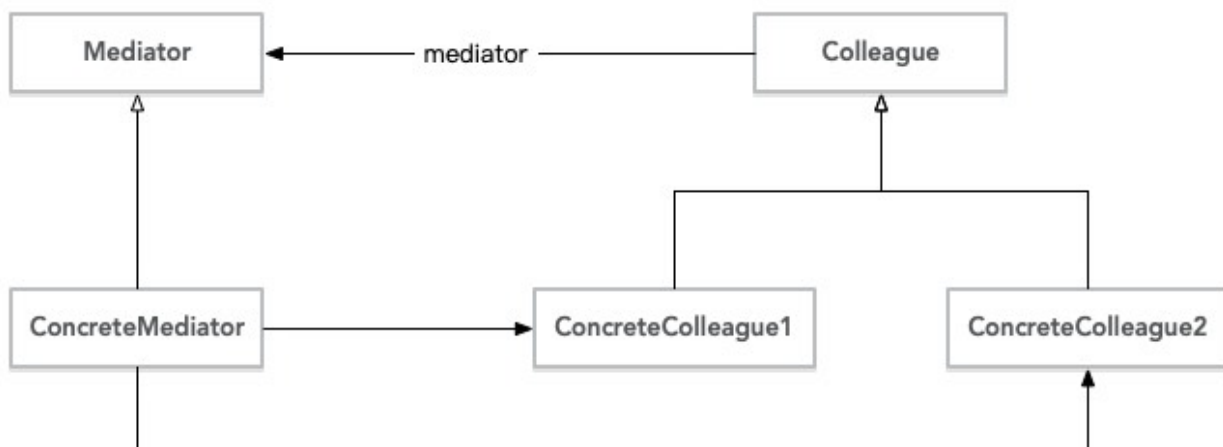 Mediator
mediator
Colleague
ConcreteMediator
ConcreteColleague1
ConcreteColleague2